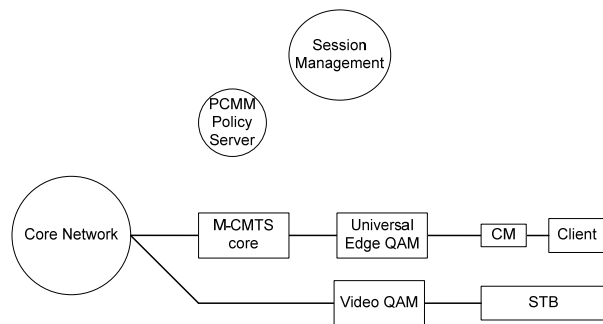 Session
Management
PCMM
Policy
Server
Core Network
M-CMTS
core
Universal
Edge QAM
CM
Client
Video QAM
STB